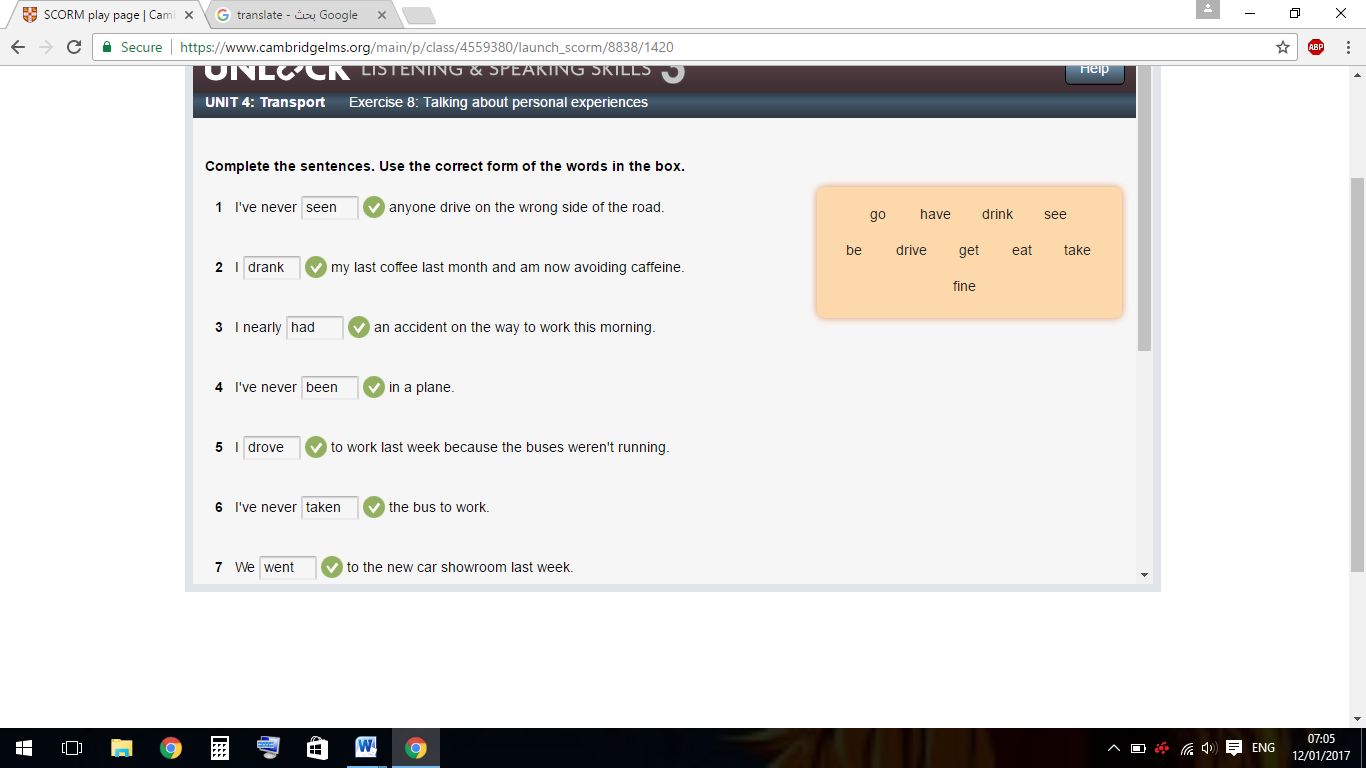 SCORM play page | Cam
translate - بحث Google
Secure https://www.cambridgelms.org/main/p/class/4559380/launch_scorm/8838/1420
ABP
UNLOCK LISTENING & SPEAKING SKILLS 3
Help
UNIT 4: Transport Exercise 8: Talking about personal experiences
Complete the sentences. Use the correct form of the words in the box.
1 I've never seen anyone drive on the wrong side of the road.
go have drink see
be drive get eat take
fine
2 I drank my last coffee last month and am now avoiding caffeine.
3 I nearly had an accident on the way to work this morning.
4 I've never been in a plane.
5 I drove to work last week because the buses weren't running.
6 I've never taken the bus to work.
7 We went to the new car showroom last week.
ENG
07:05
12/01/2017